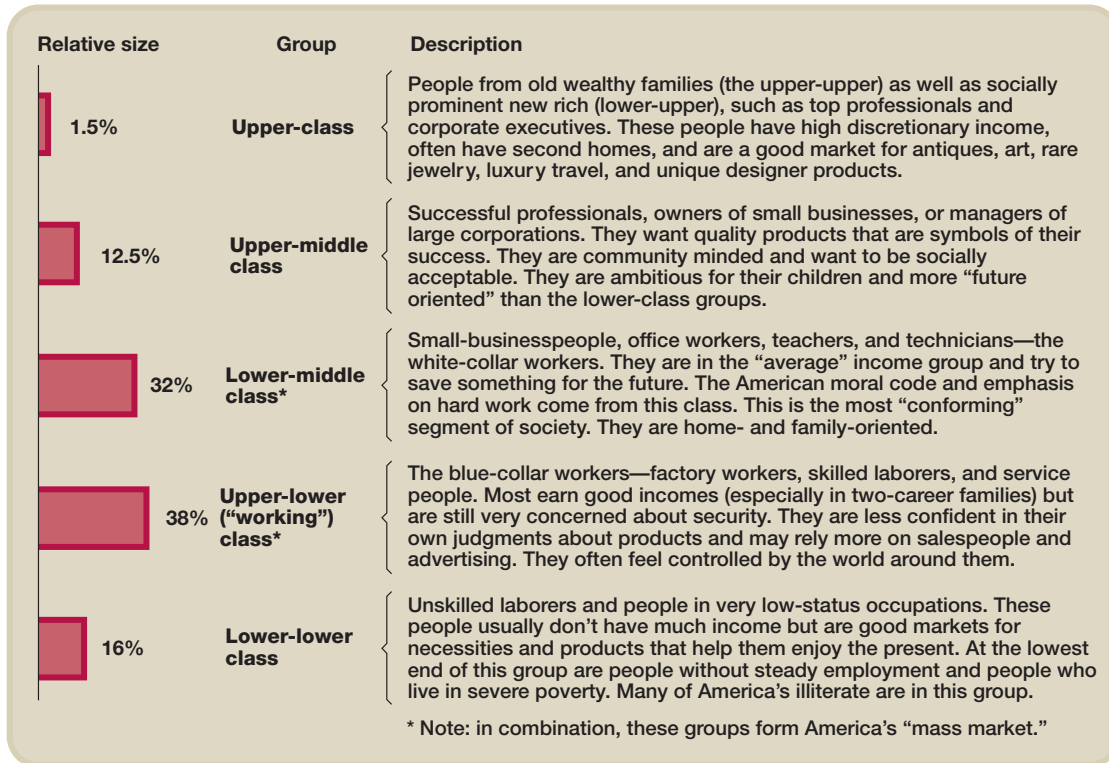 Relative size Group Description
1.5%
Upper-class
People from old wealthy families (the upper-upper) as well as socially
prominent new rich (lower-upper), such as top professionals and
corporate executives. These people have high discretionary income,
often have second homes, and are a good market for antiques, art, rare
jewelry, luxury travel, and unique designer products.
12.5%
Upper-middle
class
Successful professionals, owners of small businesses, or managers of
large corporations. They want quality products that are symbols of their
success. They are community minded and want to be socially
acceptable. They are ambitious for their children and more “future
oriented” than the lower-class groups.
32%
Lower-middle
class*
Small-businesspeople, office workers, teachers, and technicians—the
white-collar workers. They are in the “average” income group and try to
save something for the future. The American moral code and emphasis
on hard work come from this class. This is the most “conforming”
segment of society. They are home- and family-oriented.
38%
Upper-lower
(“working”)
class*
The blue-collar workers—factory workers, skilled laborers, and service
people. Most earn good incomes (especially in two-career families) but
are still very concerned about security. They are less confident in their
own judgments about products and may rely more on salespeople and
advertising. They often feel controlled by the world around them.
16%
Lower-lower
class
Unskilled laborers and people in very low-status occupations. These
people usually don’t have much income but are good markets for
necessities and products that help them enjoy the present. At the lowest
end of this group are people without steady employment and people who
live in severe poverty. Many of America’s illiterate are in this group.
* Note: in combination, these groups form America’s “mass market.”